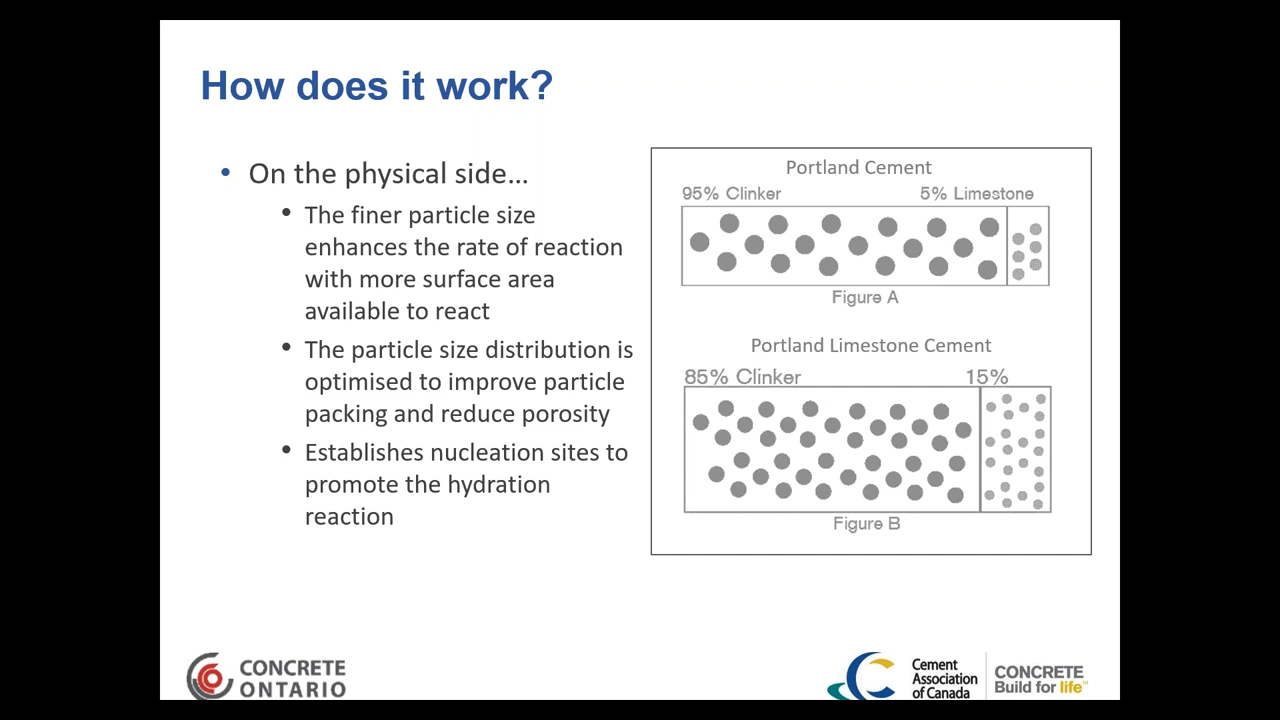 How does it work?
• On the physical side...
• The finer particle size
enhances the rate of reaction
with more surface area
available to react
• The particle size distribution is
optimised to improve particle
packing and reduce porosity
• Establishes nucleation sites to
promote the hydration
reaction
Portland Cement
95% Clinker 5% Limestone
Figure A
Portland Limestone Cement
85% Clinker 15%
Figure B
CONCRETE
ONTARIO
Cement
Association
of Canada
CONCRETE
Build for life™